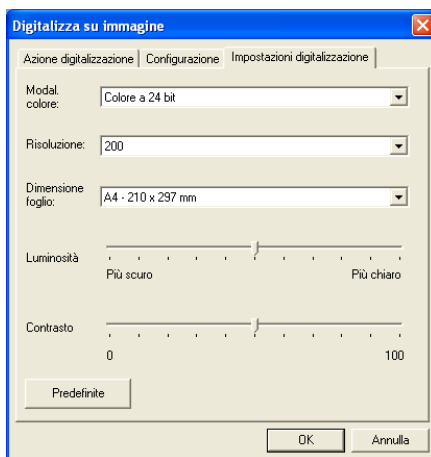 Digitalizza su immagine
Azione digitalizzazione Configurazione Impostazioni digitalizzazione
Modal. colore: Colore a 24 bit
Risoluzione: 200
Dimensione foglio: A4 - 210 x 297 mm
Luminosità
Più scuro Più chiaro
Contrasto
0 100
Predefinite
OK Annulla